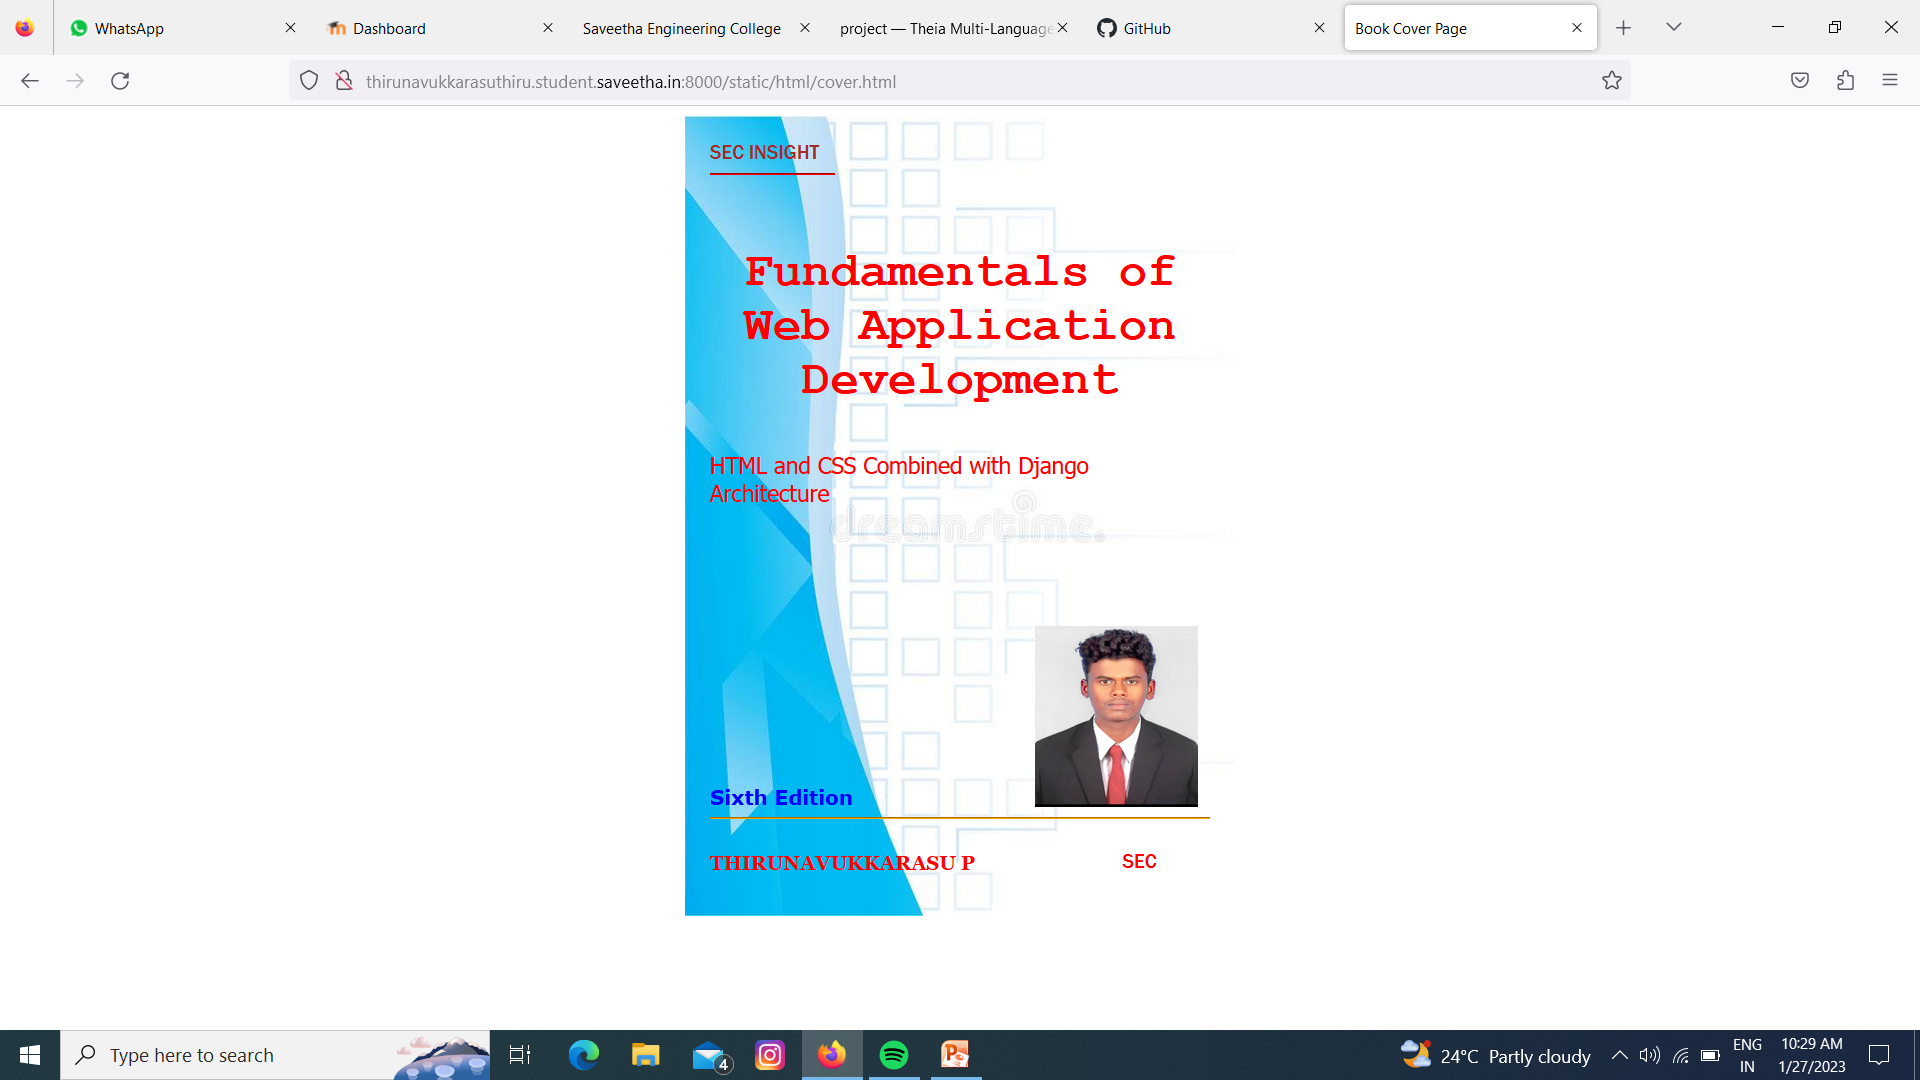 WhatsApp
Dashboard
Saveetha Engineering College
project — Theia Multi-Language
GitHub
Book Cover Page
thirunavukkarasuthiru.student.saveetha.in:8000/static/html/cover.html
SEC INSIGHT
Fundamentals of
Web Application
Development
HTML and CSS Combined with Django
Architecture
dreamstime.
Sixth Edition
THIRUNAVUKKARASU P
SEC
Type here to search
4
24°C Partly cloudy
ENG
IN
10:29 AM
1/27/2023